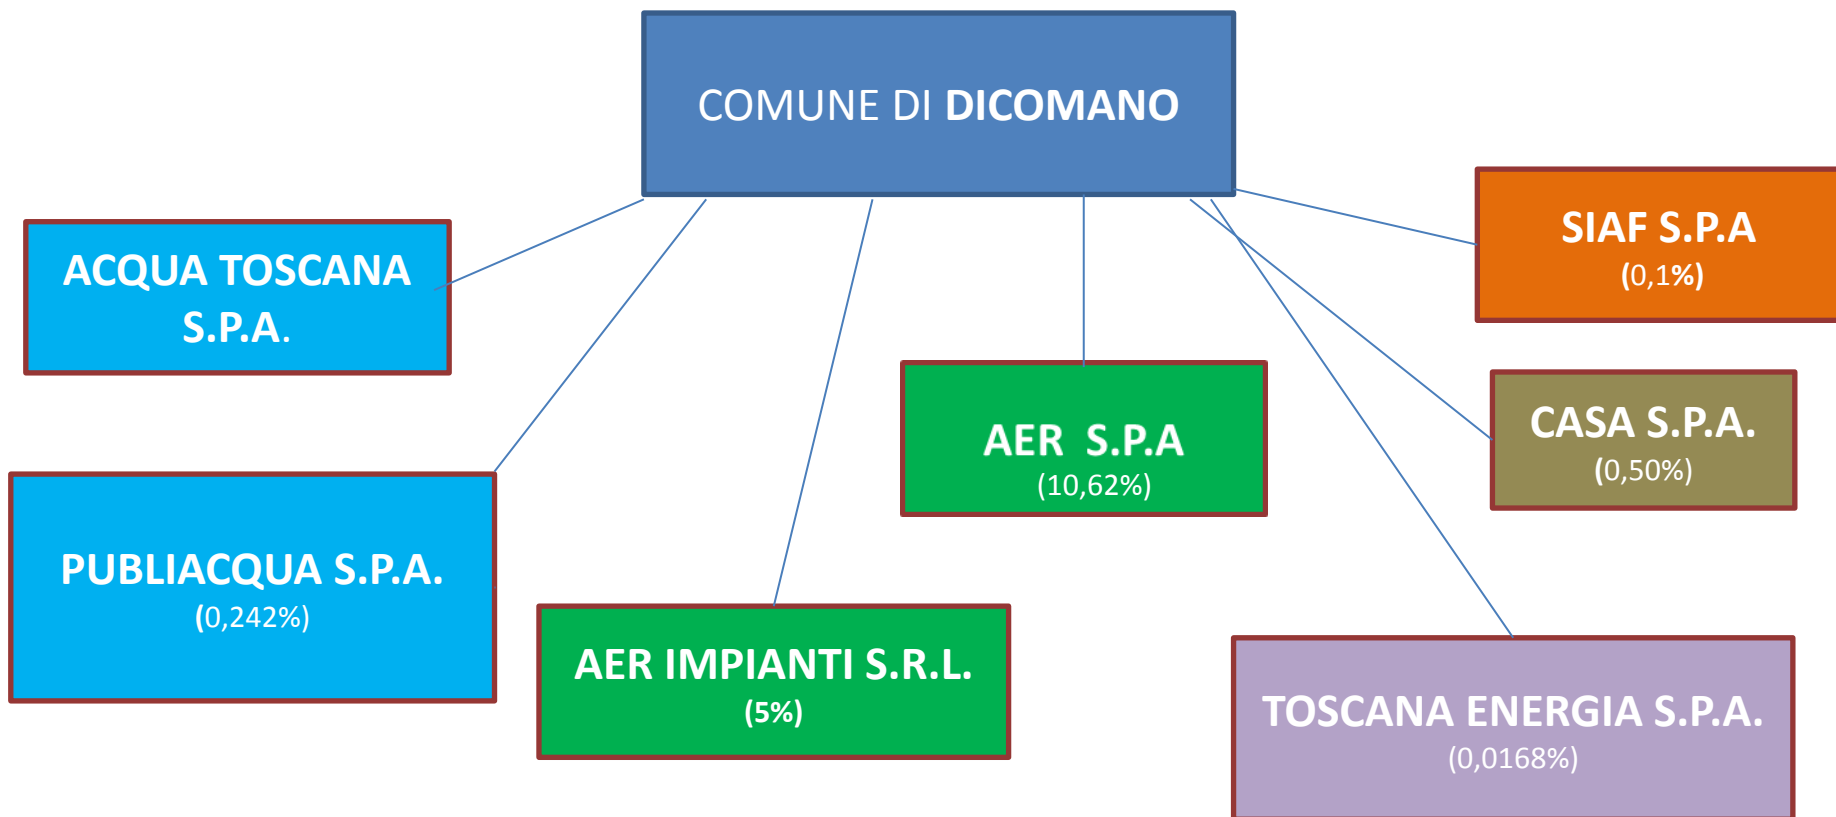 COMUNE DI DICOMANO
SIAF S.P.A
(0,1%)
ACQUA TOSCANA
S.P.A.
AER  S.P.A
(10,62%)
CASA S.P.A.
(0,50%)
PUBLIACQUA S.P.A.
(0,242%)
AER IMPIANTI S.R.L.
(5%)
TOSCANA ENERGIA S.P.A.
(0,0168%)